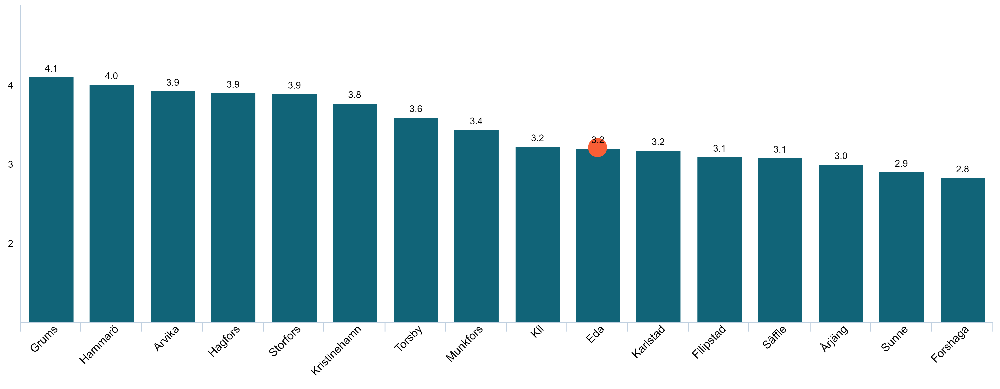 4.1
4.0
3.9
3.9
3.9
3.8
3.6
3.4
3.2
3.2
3.2
3.1
3.1
3.0
2.9
2.8
4
3
2
Grums
Hammarö
Arvika
Hagfors
Storfors
Kristinehamn
Torsby
Munkfors
Kil
Eda
Karlstad
Filipstad
Säffle
Årjäng
Sunne
Forshaga